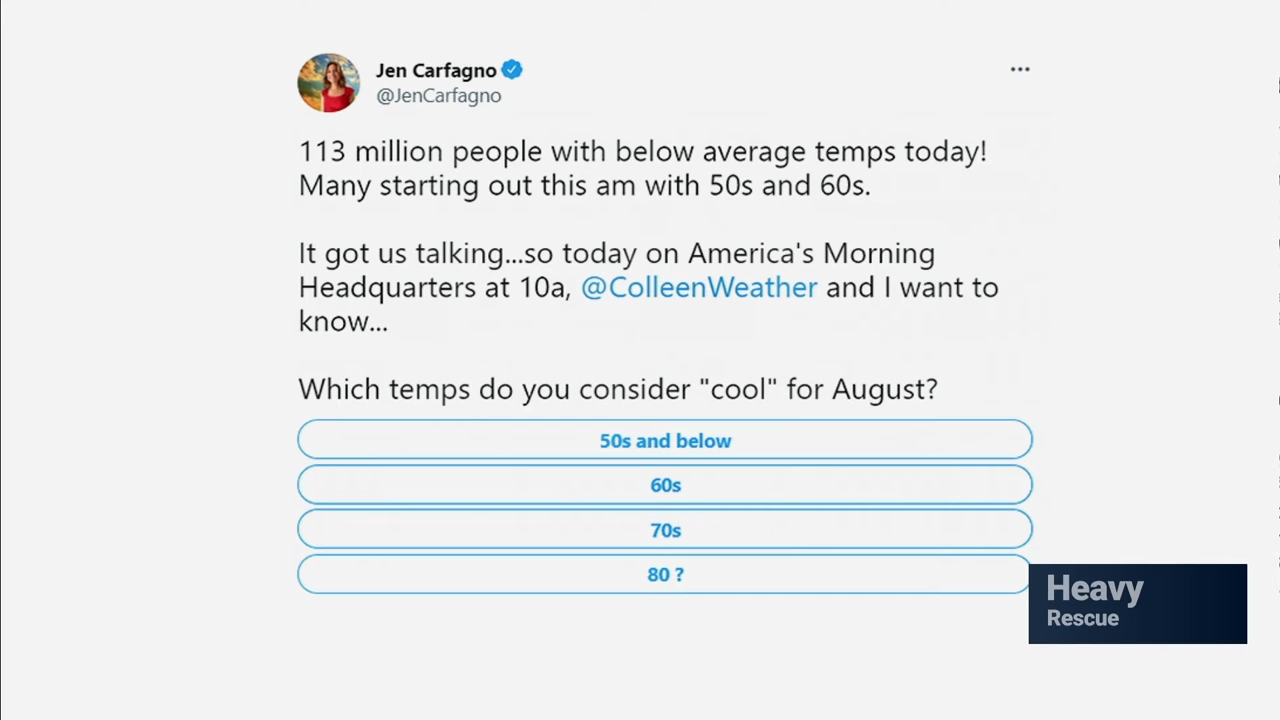 Jen Carfagno
@JenCarfagno
113 million people with below average temps today!
Many starting out this am with 50s and 60s.
It got us talking...so today on America's Morning
Headquarters at 10a, @ColleenWeather and I want to
know...
Which temps do you consider "cool" for August?
50s and below
60s
70s
80 ?
Heavy
Rescue